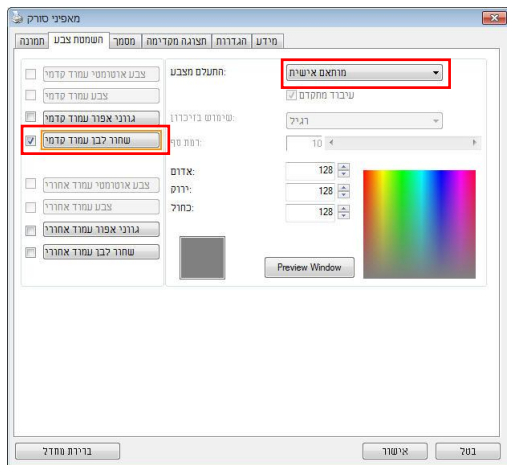 מאפיני סורק
תמונה
השמטת צבע
מסמך
תצוגה מקדימה
הגדרות
מידע
צבע אוטומטי עמוד קדמי
צבע עמוד קדמי
גווני אפור עמוד קדמי
שחור לבן עמוד קדמי
צבע אוטומטי עמוד אחורי
צבע עמוד אחורי
גווני אפור עמוד אחורי
שחור לבן עמוד אחורי
התעלם מצבע:
מותאם אישית
עיבוד מתקדם
שימוש בזיכרון:
רגיל
רמת סף:
10
אדום:
128
ירוק:
128
כחול:
128
Preview Window
ברירת מחדל
אישור
בטל